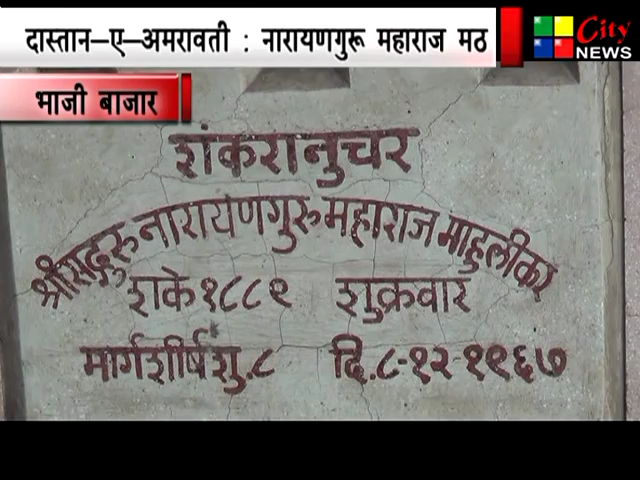 दास्तान–ए–अमरावती : नारायणगुरू महाराज मठ
City
NEWS
भाजी बाजार
शंकरानुचर
श्रीसद्गुरु नारायणगुरु महाराज माहुलीकर
शके १८८९ शुक्रवार
मार्गशीर्ष शु.८ दि.८-१२-१९६७